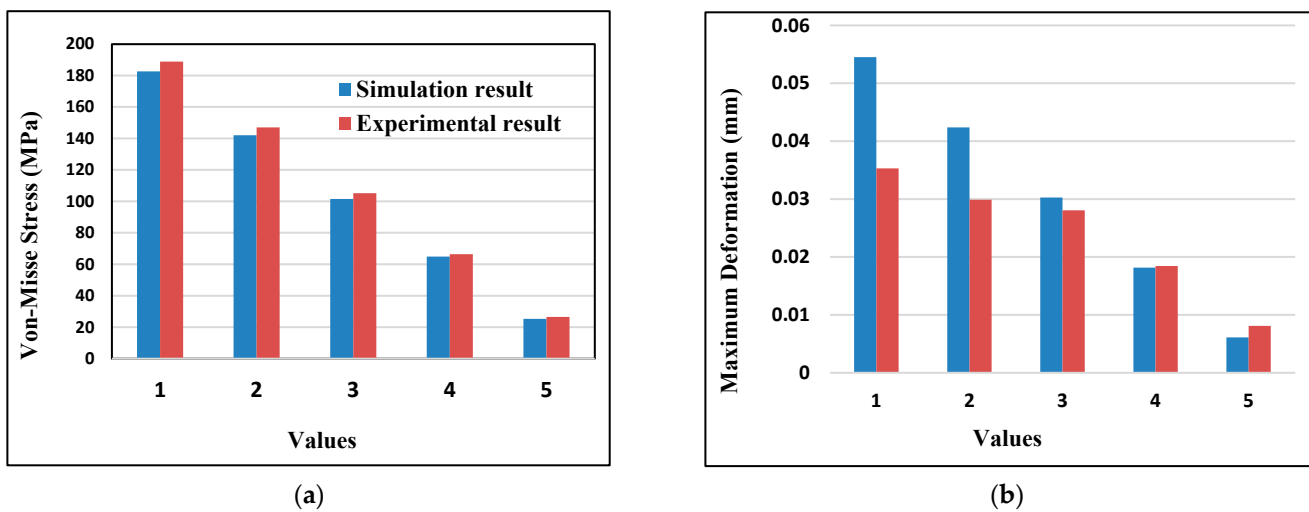 Von-Misse Stress (MPa)
200
180
160
140
120
100
80
60
40
20
0
Simulation result
Experimental result
1 2 3 4 5
Values
(a)
Maximum Deformation (mm)
0.06
0.05
0.04
0.03
0.02
0.01
0
1 2 3 4 5
Values
(b)